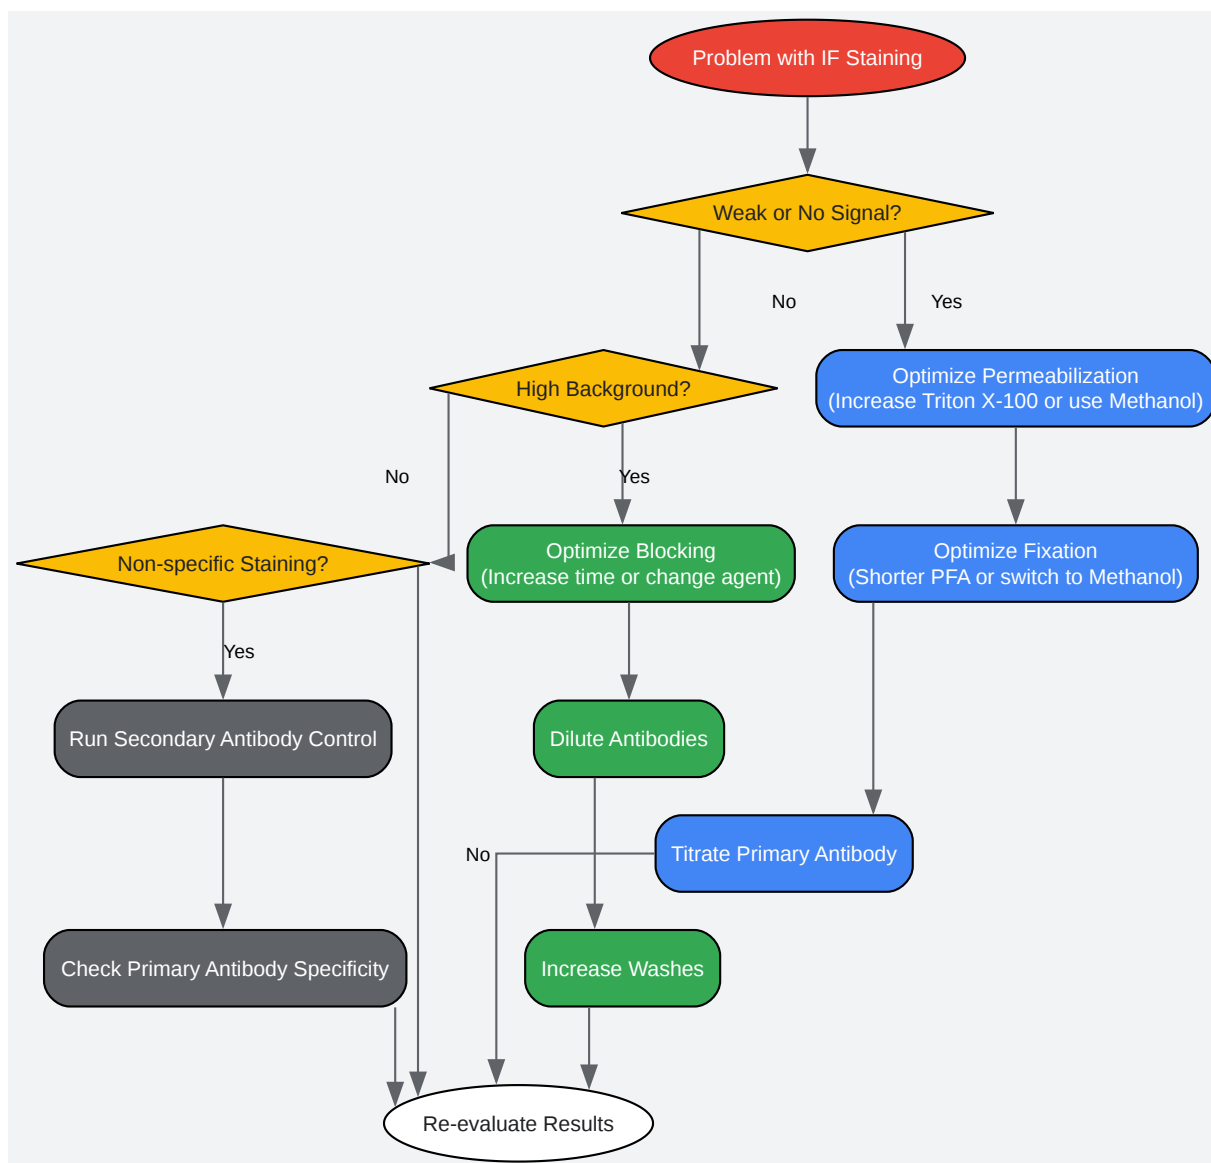 Problem with IF Staining
Weak or No Signal?
No
Yes
High Background?
Optimize Permeabilization
(Increase Triton X-100 or use Methanol)
No
Yes
Non-specific Staining?
Optimize Blocking
(Increase time or change agent)
Optimize Fixation
(Shorter PFA or switch to Methanol)
Yes
Run Secondary Antibody Control
Dilute Antibodies
No
Titrate Primary Antibody
Check Primary Antibody Specificity
Increase Washes
Re-evaluate Results